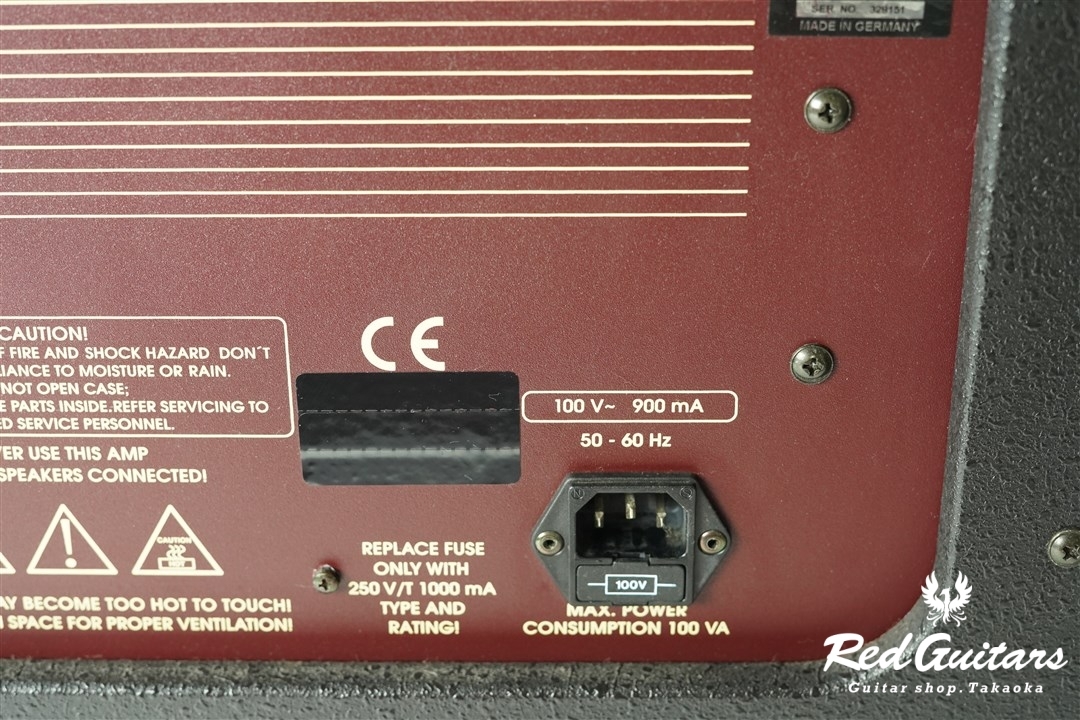 SER NO. 329151
MADE IN GERMANY
CAUTION!
F FIRE AND SHOCK HAZARD DON´T
LIANCE TO MOISTURE OR RAIN.
NOT OPEN CASE;
E PARTS INSIDE.REFER SERVICING TO
ED SERVICE PERSONNEL.
VER USE THIS AMP
SPEAKERS CONNECTED!
CE
100 V~ 900 mA
50 - 60 Hz
CAUTION
HOT
REPLACE FUSE
ONLY WITH
250 V/T 1000 mA
TYPE AND
RATING!
N
100V
MAX. POWER
CONSUMPTION 100 VA
AY BECOME TOO HOT TO TOUCH!
SPACE FOR PROPER VENTILATION!
Red Guitars
Guitar shop.Takaoka